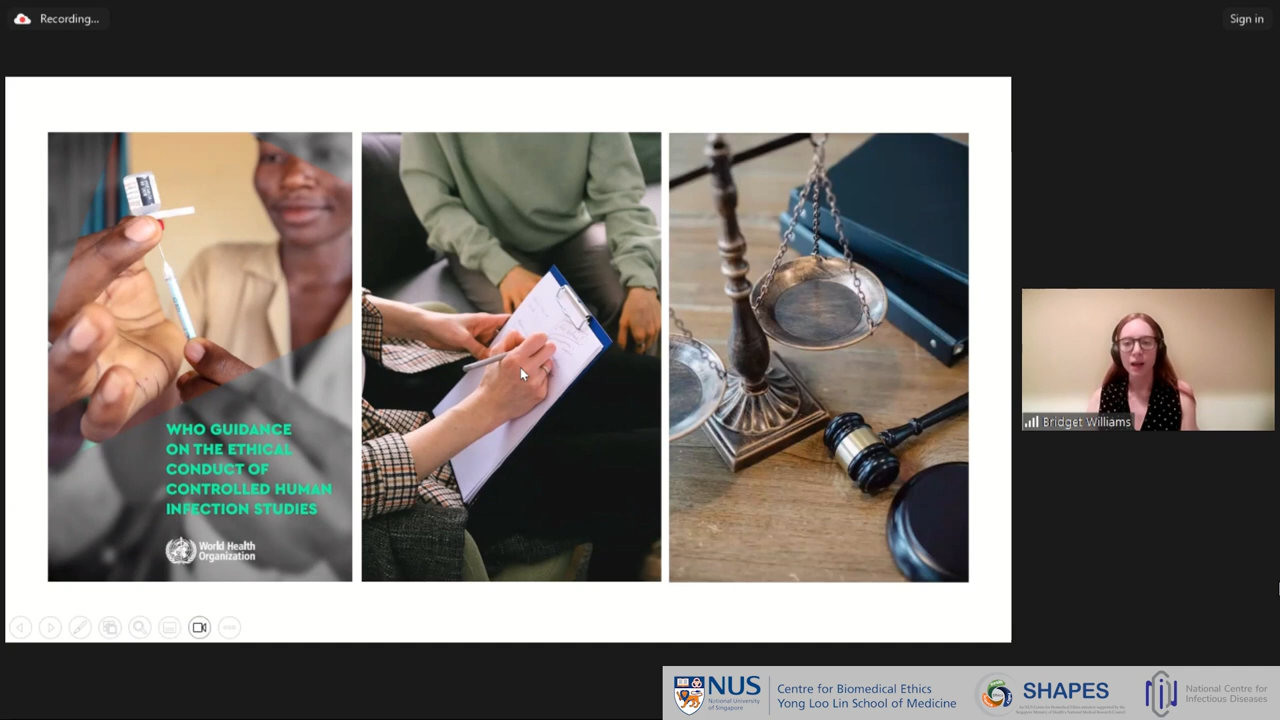 Recording...
Sign in
WHO GUIDANCE
ON THE ETHICAL
CONDUCT OF
CONTROLLED HUMAN
INFECTION STUDIES
World Health
Organization
Bridget Williams
NUS
National University
of Singapore
Centre for Biomedical Ethics
Yong Loo Lin School of Medicine
SHAPES
National Centre for
Infectious Diseases